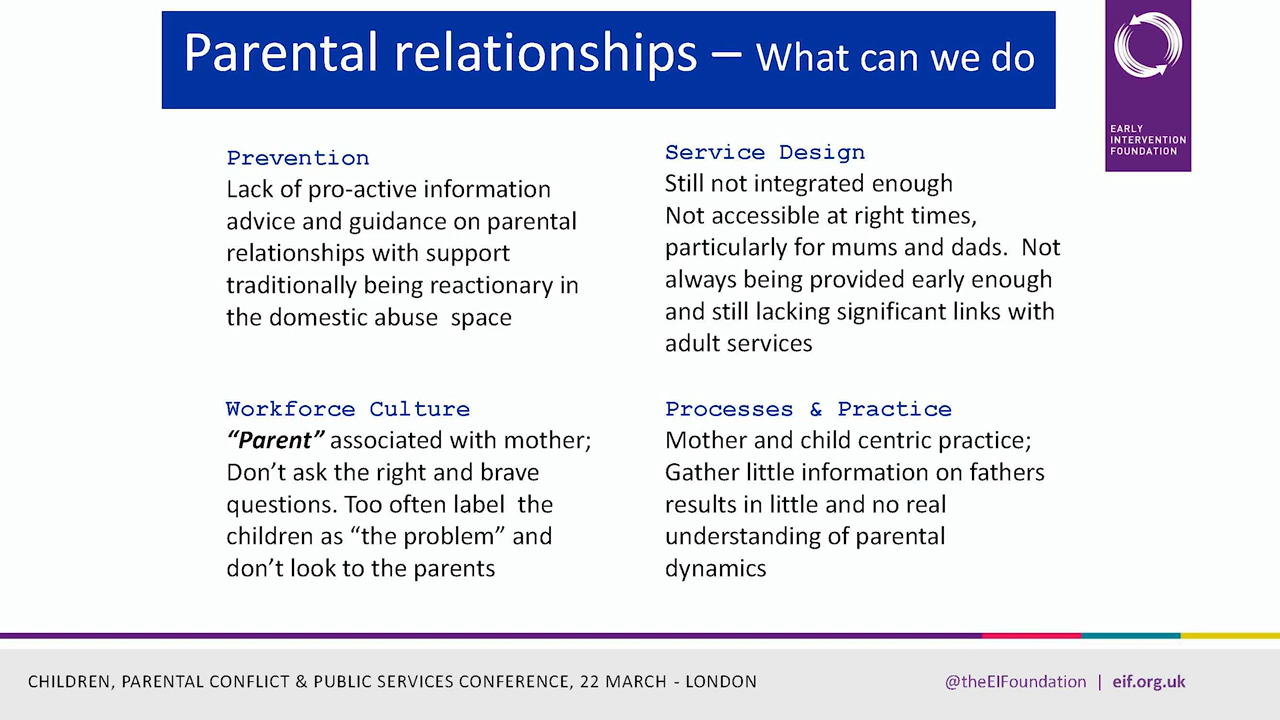 Parental relationships – What can we do
EARLY
INTERVENTION
FOUNDATION
Prevention
Lack of pro-active information
advice and guidance on parental
relationships with support
traditionally being reactionary in
the domestic abuse space
Service Design
Still not integrated enough
Not accessible at right times,
particularly for mums and dads. Not
always being provided early enough
and still lacking significant links with
adult services
Workforce Culture
“Parent” associated with mother;
Don’t ask the right and brave
questions. Too often label the
children as “the problem” and
don’t look to the parents
Processes & Practice
Mother and child centric practice;
Gather little information on fathers
results in little and no real
understanding of parental
dynamics
CHILDREN, PARENTAL CONFLICT & PUBLIC SERVICES CONFERENCE, 22 MARCH - LONDON
@theEIFoundation | eif.org.uk